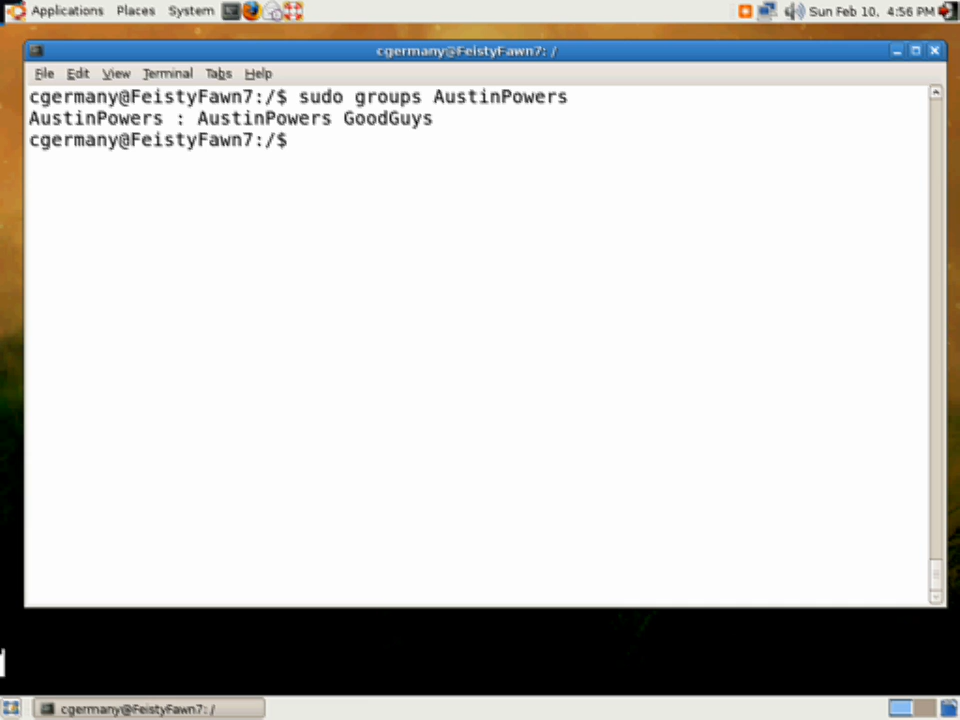 Applications Places System Sun Feb 10, 4:56 PM
cgermany@FeistyFawn7: /
File Edit View Terminal Tabs Help
cgermany@FeistyFawn7:/$ sudo groups AustinPowers
AustinPowers : AustinPowers GoodGuys
cgermany@FeistyFawn7:/$
cgermany@FeistyFawn7: /